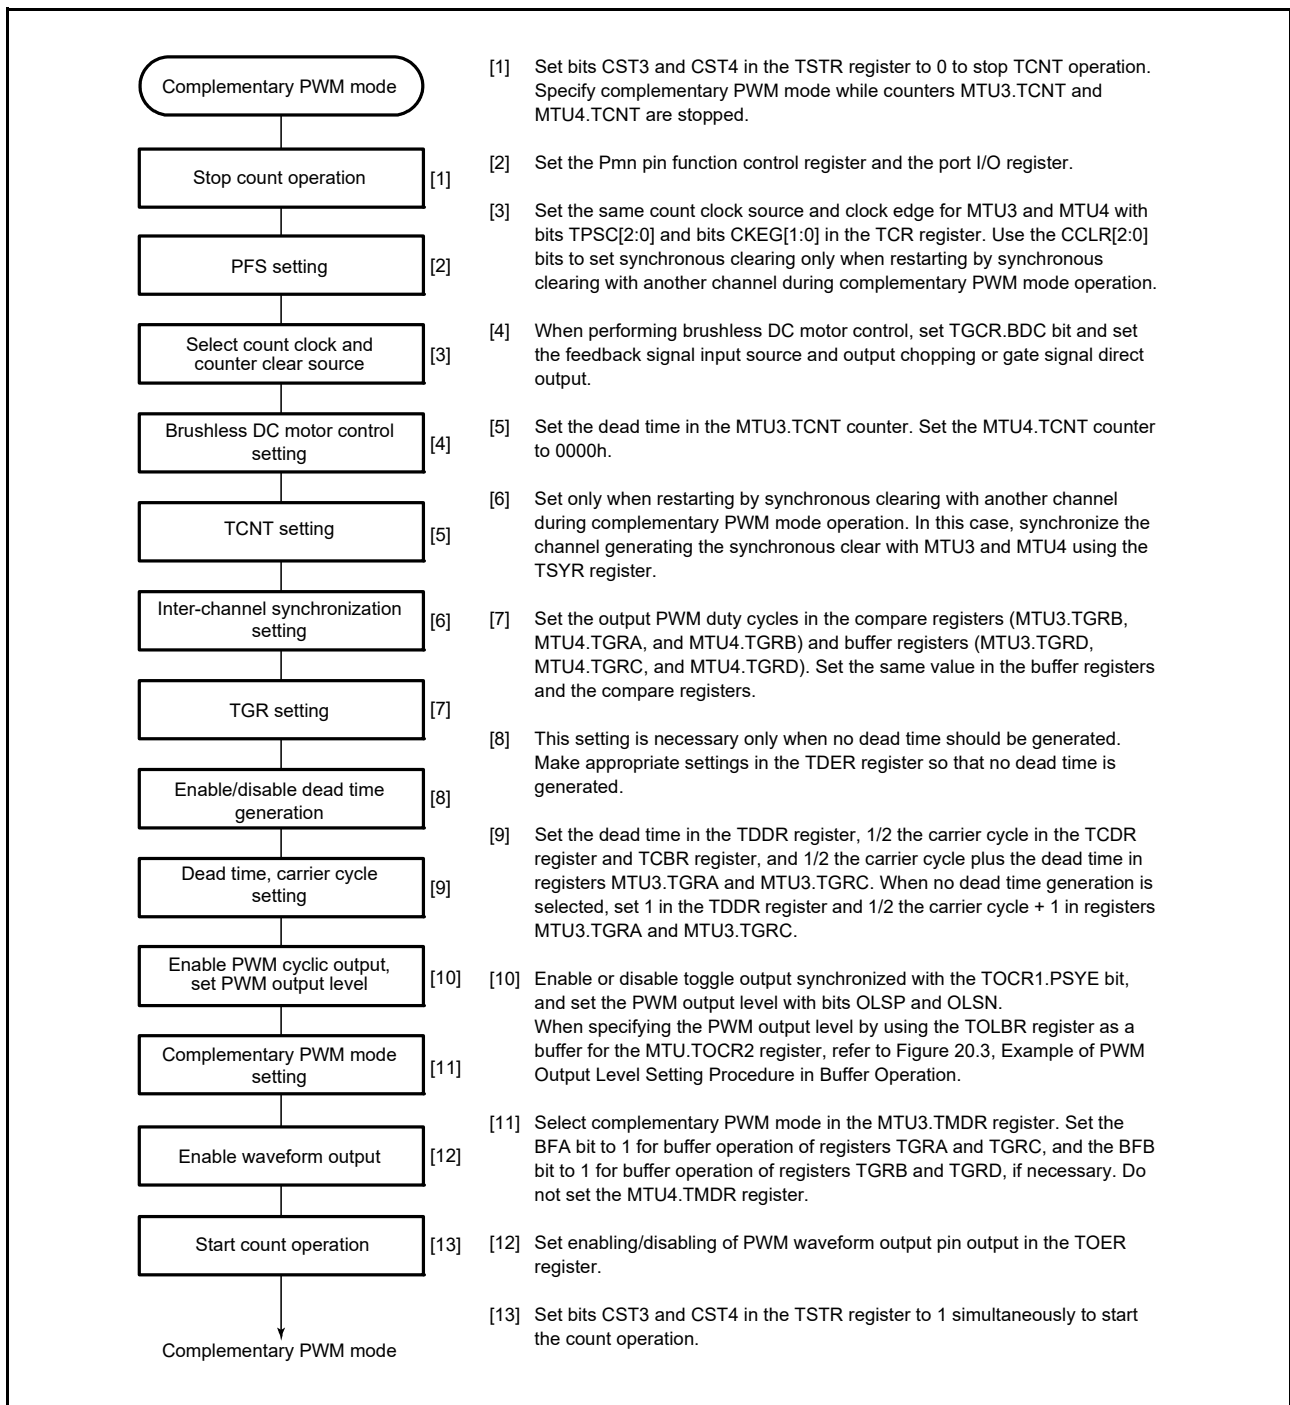 Complementary PWM mode
Stop count operation
[1]
PFS setting
[2]
Select count clock and
counter clear source
[3]
Brushless DC motor control
setting
[4]
TCNT setting
[5]
Inter-channel synchronization
setting
[6]
TGR setting
[7]
Enable/disable dead time
generation
[8]
Dead time, carrier cycle
setting
[9]
Enable PWM cyclic output,
set PWM output level
[10]
Complementary PWM mode
setting
[11]
Enable waveform output
[12]
Start count operation
[13]
Complementary PWM mode
[1] Set bits CST3 and CST4 in the TSTR register to 0 to stop TCNT operation.
Specify complementary PWM mode while counters MTU3.TCNT and
MTU4.TCNT are stopped.
[2] Set the Pmn pin function control register and the port I/O register.
[3] Set the same count clock source and clock edge for MTU3 and MTU4 with
bits TPSC[2:0] and bits CKEG[1:0] in the TCR register. Use the CCLR[2:0]
bits to set synchronous clearing only when restarting by synchronous
clearing with another channel during complementary PWM mode operation.
[4] When performing brushless DC motor control, set TGCR.BDC bit and set
the feedback signal input source and output chopping or gate signal direct
output.
[5] Set the dead time in the MTU3.TCNT counter. Set the MTU4.TCNT counter
to 0000h.
[6] Set only when restarting by synchronous clearing with another channel
during complementary PWM mode operation. In this case, synchronize the
channel generating the synchronous clear with MTU3 and MTU4 using the
TSYR register.
[7] Set the output PWM duty cycles in the compare registers (MTU3.TGRB,
MTU4.TGRA, and MTU4.TGRB) and buffer registers (MTU3.TGRD,
MTU4.TGRC, and MTU4.TGRD). Set the same value in the buffer registers
and the compare registers.
[8] This setting is necessary only when no dead time should be generated.
Make appropriate settings in the TDER register so that no dead time is
generated.
[9] Set the dead time in the TDDR register, 1/2 the carrier cycle in the TCDR
register and TCBR register, and 1/2 the carrier cycle plus the dead time in
registers MTU3.TGRA and MTU3.TGRC. When no dead time generation is
selected, set 1 in the TDDR register and 1/2 the carrier cycle + 1 in registers
MTU3.TGRA and MTU3.TGRC.
[10] Enable or disable toggle output synchronized with the TOCR1.PSYE bit,
and set the PWM output level with bits OLSP and OLSN.
When specifying the PWM output level by using the TOLBR register as a
buffer for the MTU.TOCR2 register, refer to Figure 20.3, Example of PWM
Output Level Setting Procedure in Buffer Operation.
[11] Select complementary PWM mode in the MTU3.TMDR register. Set the
BFA bit to 1 for buffer operation of registers TGRA and TGRC, and the BFB
bit to 1 for buffer operation of registers TGRB and TGRD, if necessary. Do
not set the MTU4.TMDR register.
[12] Set enabling/disabling of PWM waveform output pin output in the TOER
register.
[13] Set bits CST3 and CST4 in the TSTR register to 1 simultaneously to start
the count operation.